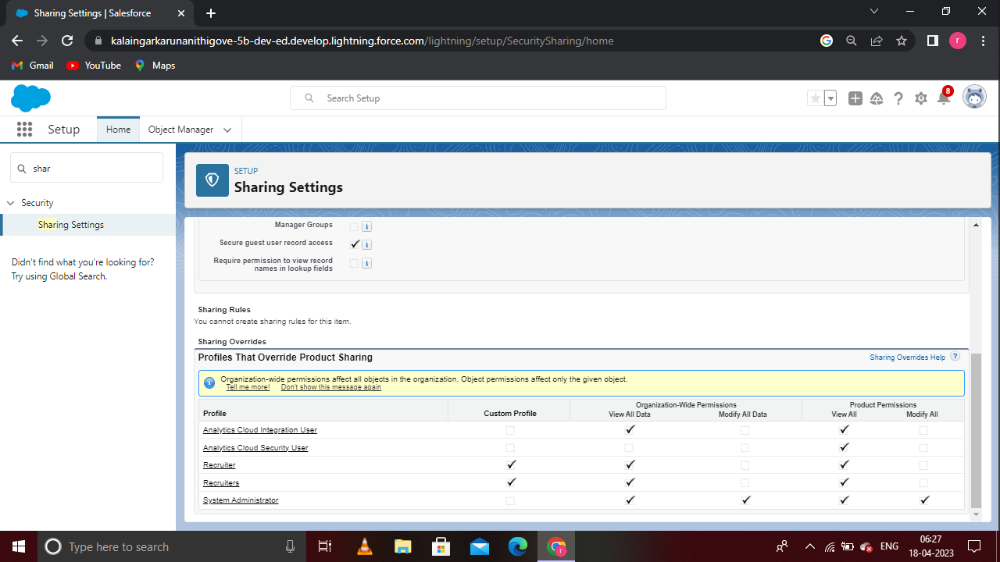 Sharing Settings | Salesforce
kalaingarkarunanithigove-5b-dev-ed.develop.lightning.force.com/lightning/setup/SecuritySharing/home
r
Gmail
YouTube
Maps
Search Setup
8
Setup
Home
Object Manager
shar
Security
Sharing Settings
Didn't find what you're looking for?
Try using Global Search.
SETUP
Sharing Settings
Manager Groups
Secure guest user record access
Require permission to view record
names in lookup fields
Sharing Rules
You cannot create sharing rules for this item.
Sharing Overrides
Profiles That Override Product Sharing
Sharing Overrides Help ?
Organization-wide permissions affect all objects in the organization. Object permissions affect only the given object.
Tell me more! Don't show this message again
Organization-Wide Permissions Product Permissions
Profile Custom Profile View All Data Modify All Data View All Modify All
Analytics Cloud Integration User
Analytics Cloud Security User
Recruiter
Recruiters
System Administrator
Type here to search
r
ENG
06:27
18-04-2023